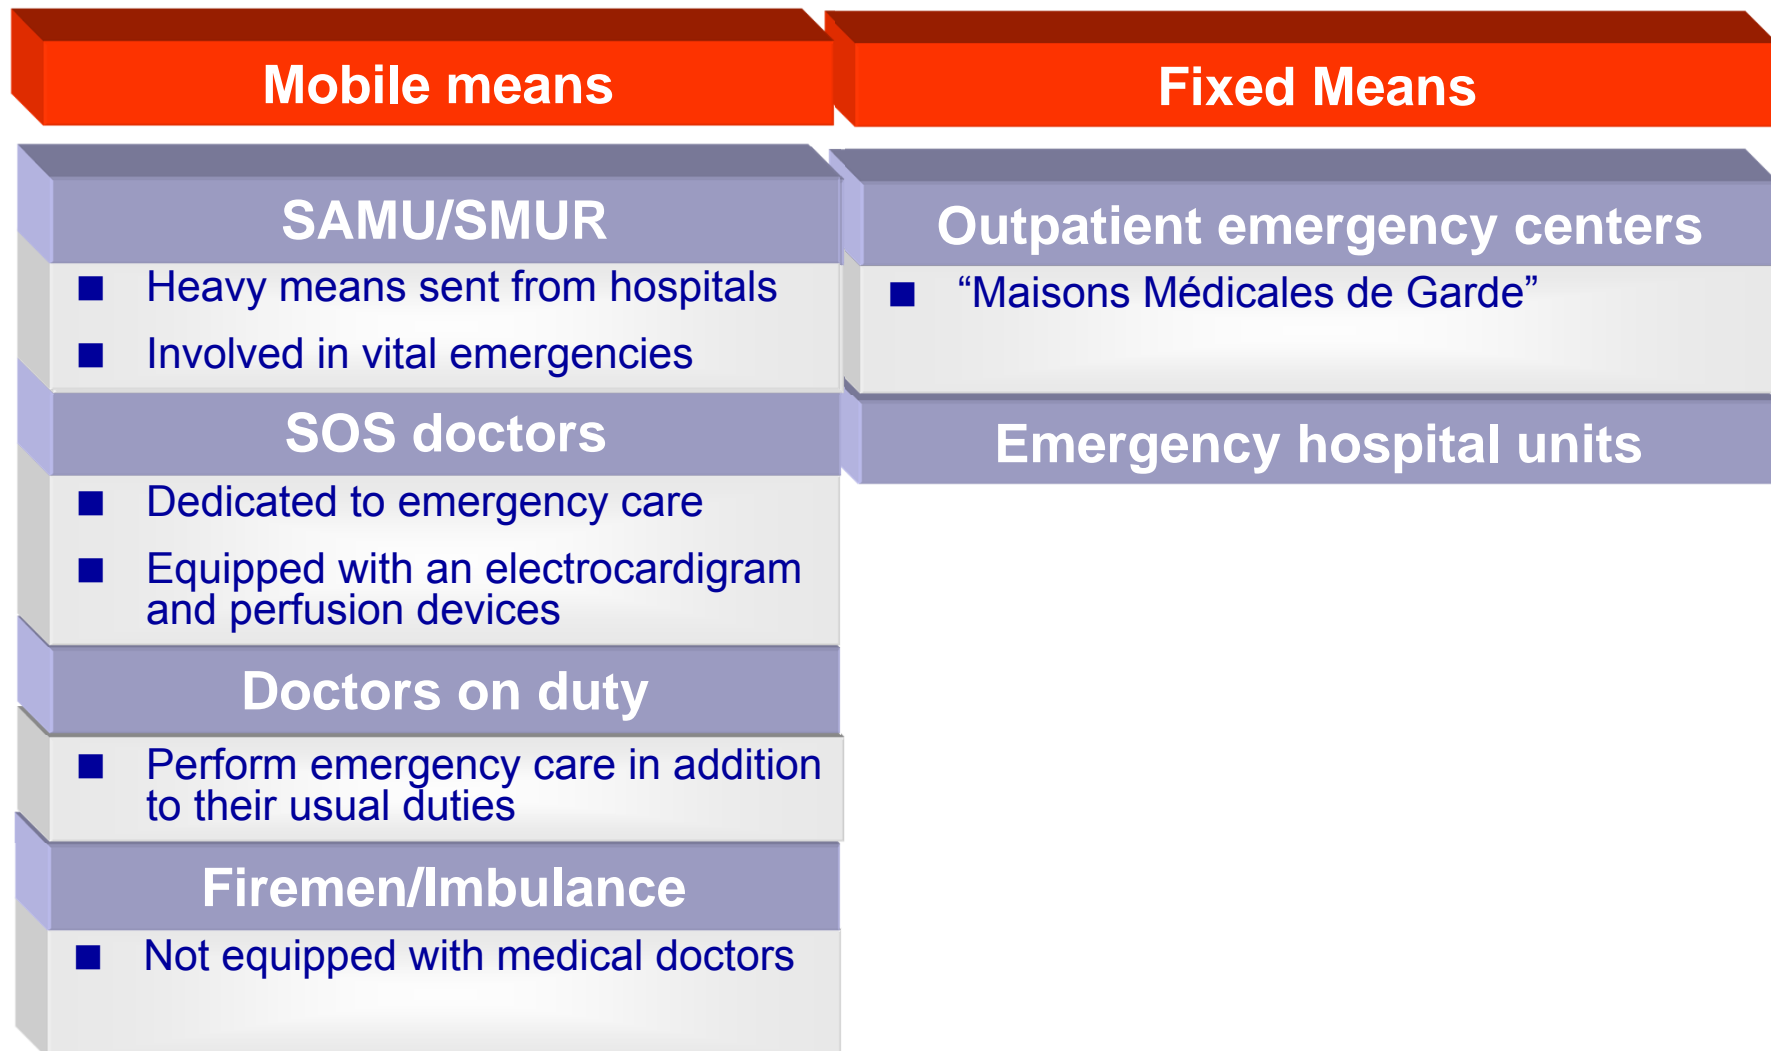 Mobile means
SAMU/SMUR
■ Heavy means sent from hospitals
■ Involved in vital emergencies
SOS doctors
■ Dedicated to emergency care
■ Equipped with an electrocardigram
and perfusion devices
Doctors on duty
■ Perform emergency care in addition
to their usual duties
Firemen/Imbulance
■ Not equipped with medical doctors
Fixed Means
Outpatient emergency centers
■ “Maisons Médicales de Garde”
Emergency hospital units